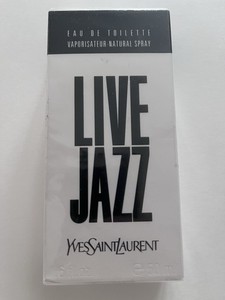 EAU DE TOILETTE
VAPORISATEUR-NATURAL SPRAY
LIVE
JAZZ
YVESSAINTLAURENT